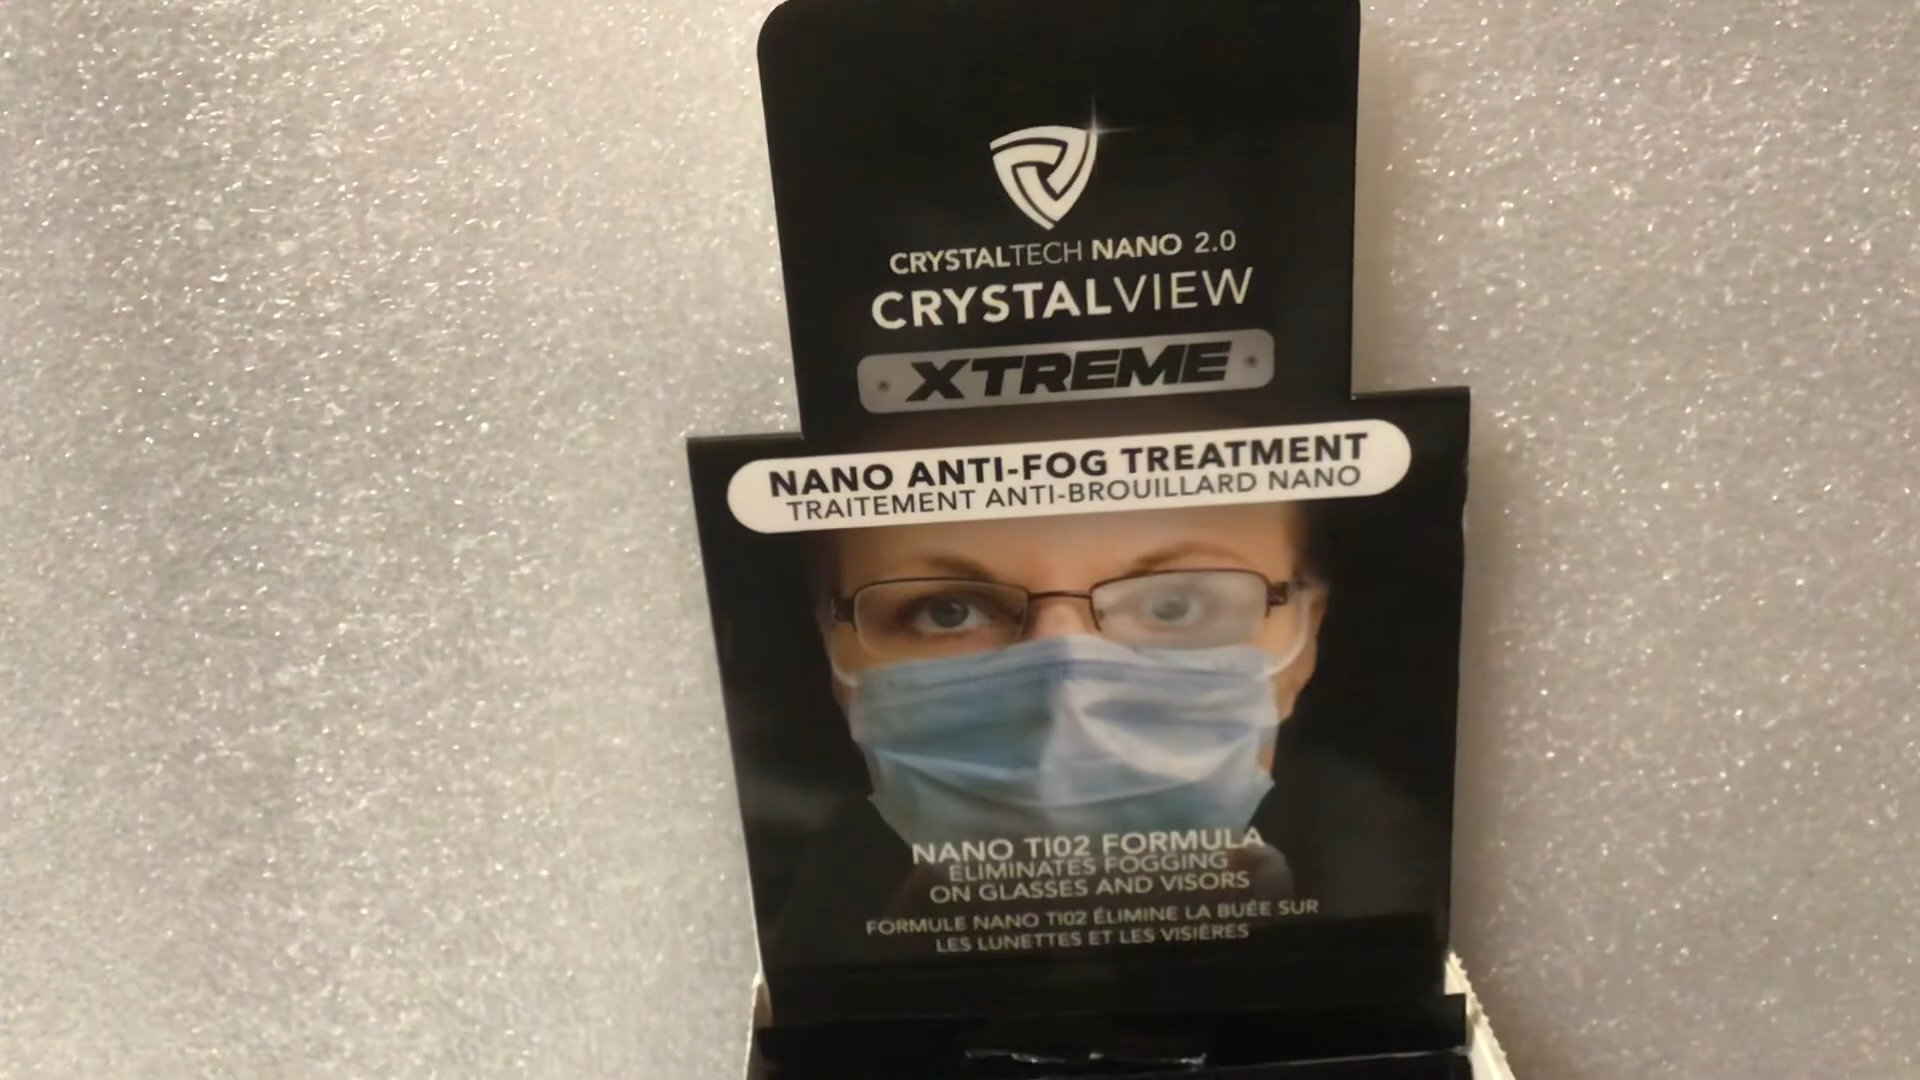 CRYSTALTECH NANO 2.0
CRYSTALVIEW
XTREME
NANO ANTI-FOG TREATMENT
TRAITEMENT ANTI-BROUILLARD NANO
NANO TI02 FORMULA
ELIMINATES FOGGING
ON GLASSES AND VISORS
FORMULE NANO TI02 ÉLIMINE LA BUÉE SUR
LES LUNETTES ET LES VISIÈRES